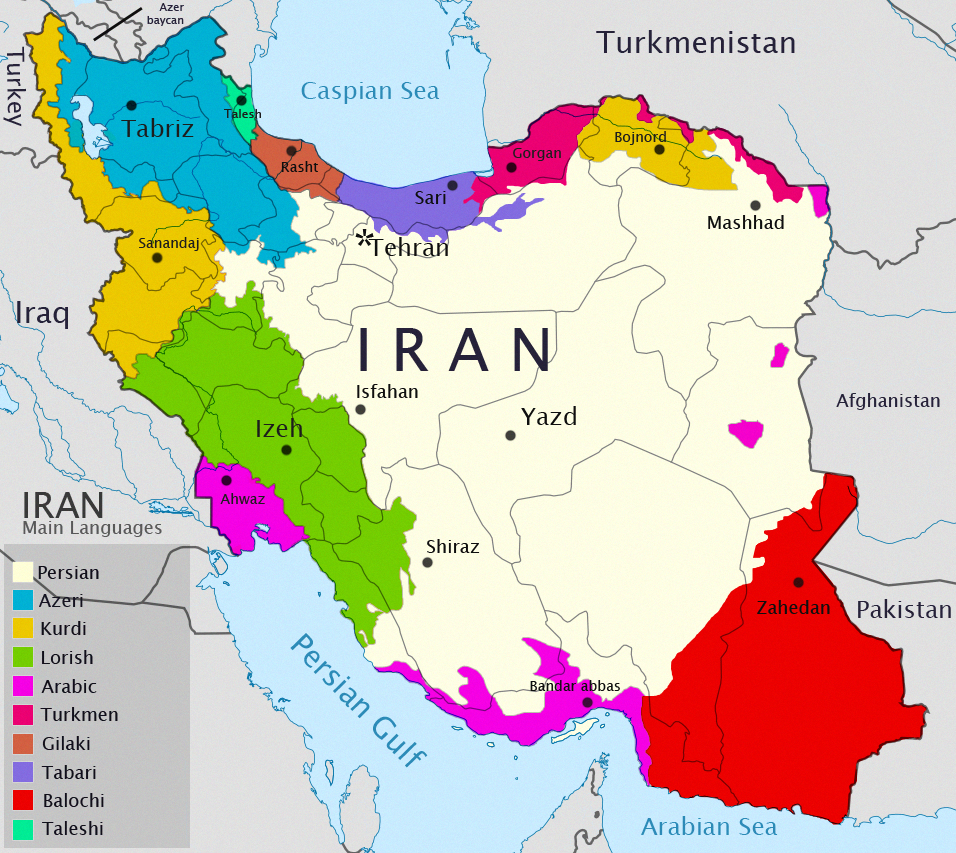 Azer
baycan
Turkmenistan
Turkey
Caspian Sea
Talesh
Tabriz
Gorgan
Bojnord
Rasht
Sari
Mashhad
Sanandaj
*Tehran
Iraq
IRAN
Isfahan
Afghanistan
Yazd
Izeh
Ahwaz
IRAN
Main Languages
Shiraz
Persian
Azeri
Kurdi
Lorish
Arabic
Turkmen
Gilaki
Tabari
Balochi
Taleshi
Zahedan
Pakistan
Persian Gulf
Bandar abbas
Arabian Sea